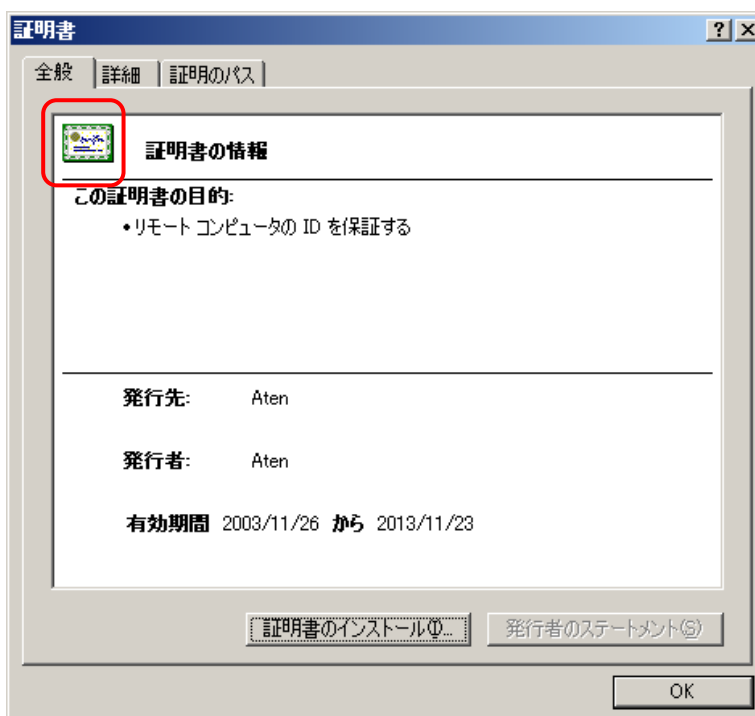 証明書
全般 詳細 証明のパス
証明書の情報
この証明書の目的:
•リモート コンピュータの ID を保証する
発行先: Aten
発行者: Aten
有効期間 2003/11/26 から 2013/11/23
証明書のインストール(I)... 発行者のステートメント(S)
OK